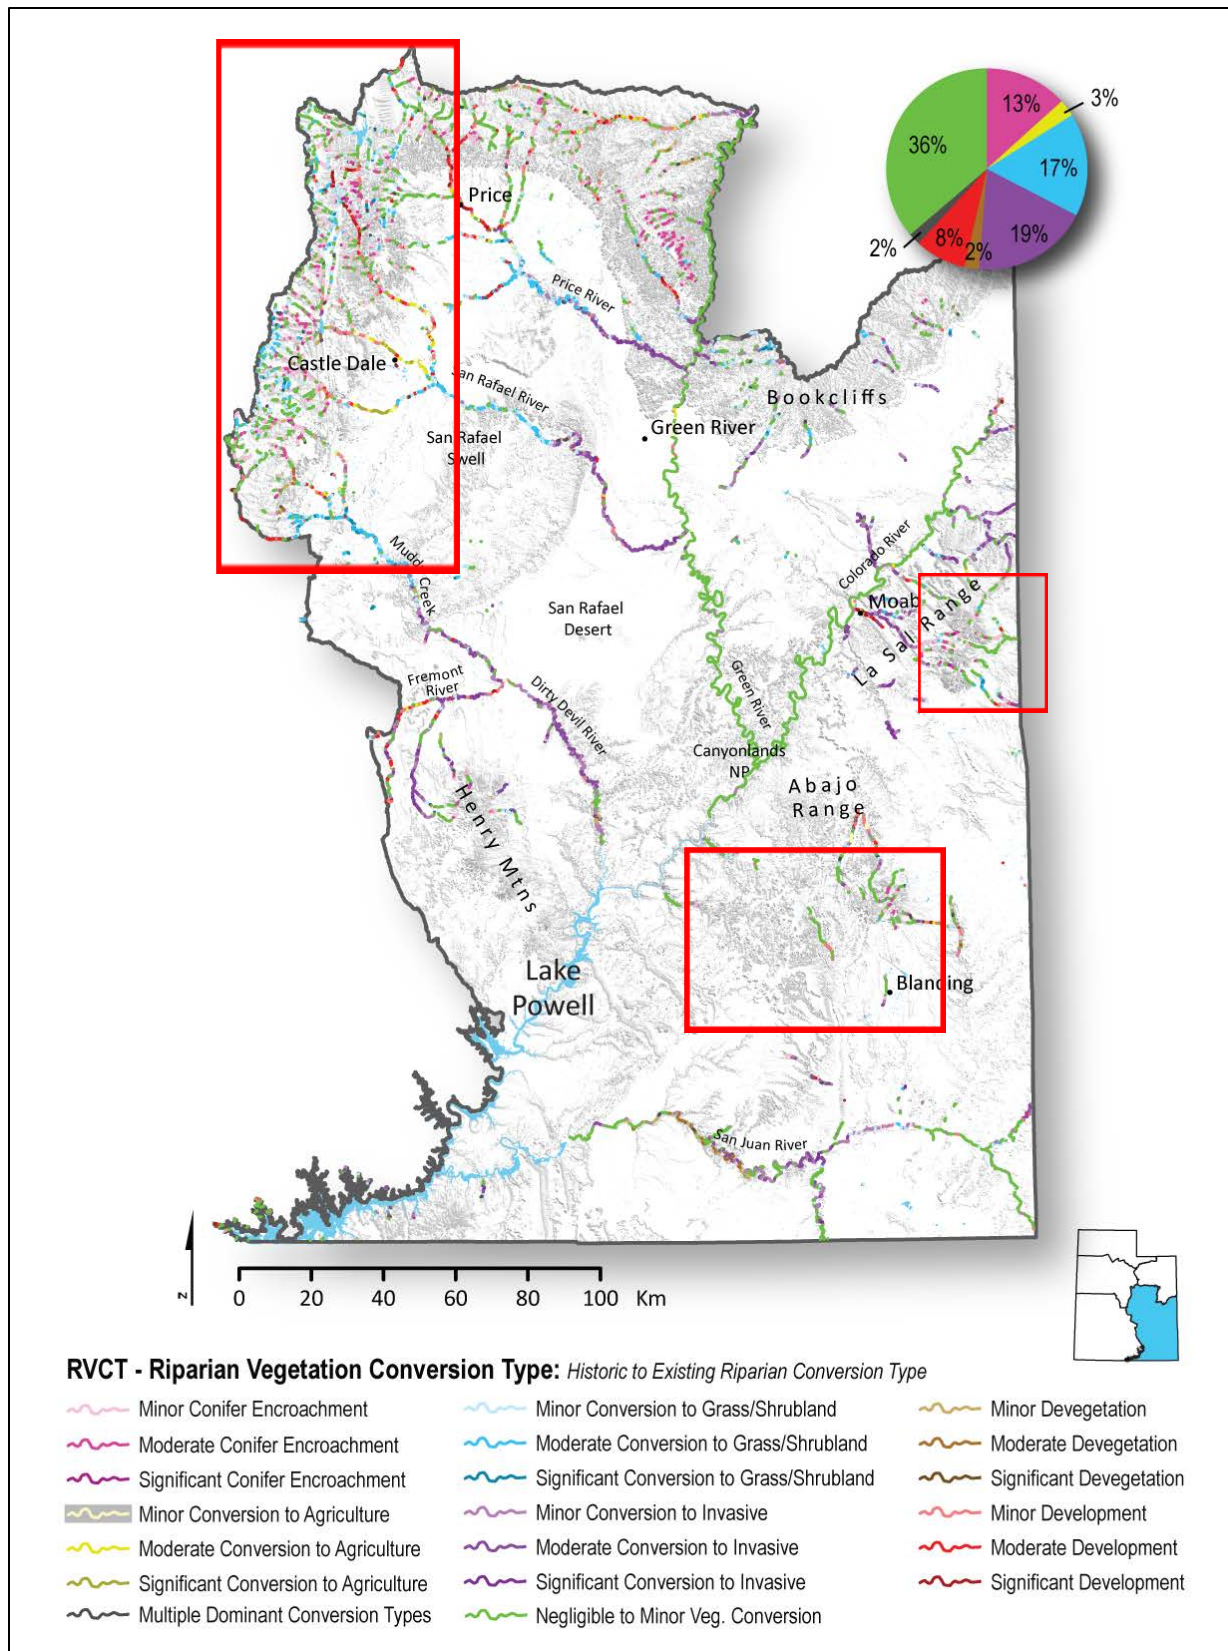 13%
3%
36%
17%
19%
8%
2%
2%
Price
Price River
Castle Dale
San Rafael River
Bookcliffs
San Rafael
Swell
Green River
Muddy Creek
Colorado River
San Rafael
Desert
Moab
La Sal Range
Fremont
River
Dirty Devil River
Green River
Canyonlands
NP
Abajo
Range
Henry Mtns
Lake
Powell
Blanding
San Juan River
N
0 20 40 60 80 100 Km
RVCT - Riparian Vegetation Conversion Type: Historic to Existing Riparian Conversion Type
Minor Conifer Encroachment
Moderate Conifer Encroachment
Significant Conifer Encroachment
Minor Conversion to Agriculture
Moderate Conversion to Agriculture
Significant Conversion to Agriculture
Multiple Dominant Conversion Types
Minor Conversion to Grass/Shrubland
Moderate Conversion to Grass/Shrubland
Significant Conversion to Grass/Shrubland
Minor Conversion to Invasive
Moderate Conversion to Invasive
Significant Conversion to Invasive
Negligible to Minor Veg. Conversion
Minor Devegetation
Moderate Devegetation
Significant Devegetation
Minor Development
Moderate Development
Significant Development